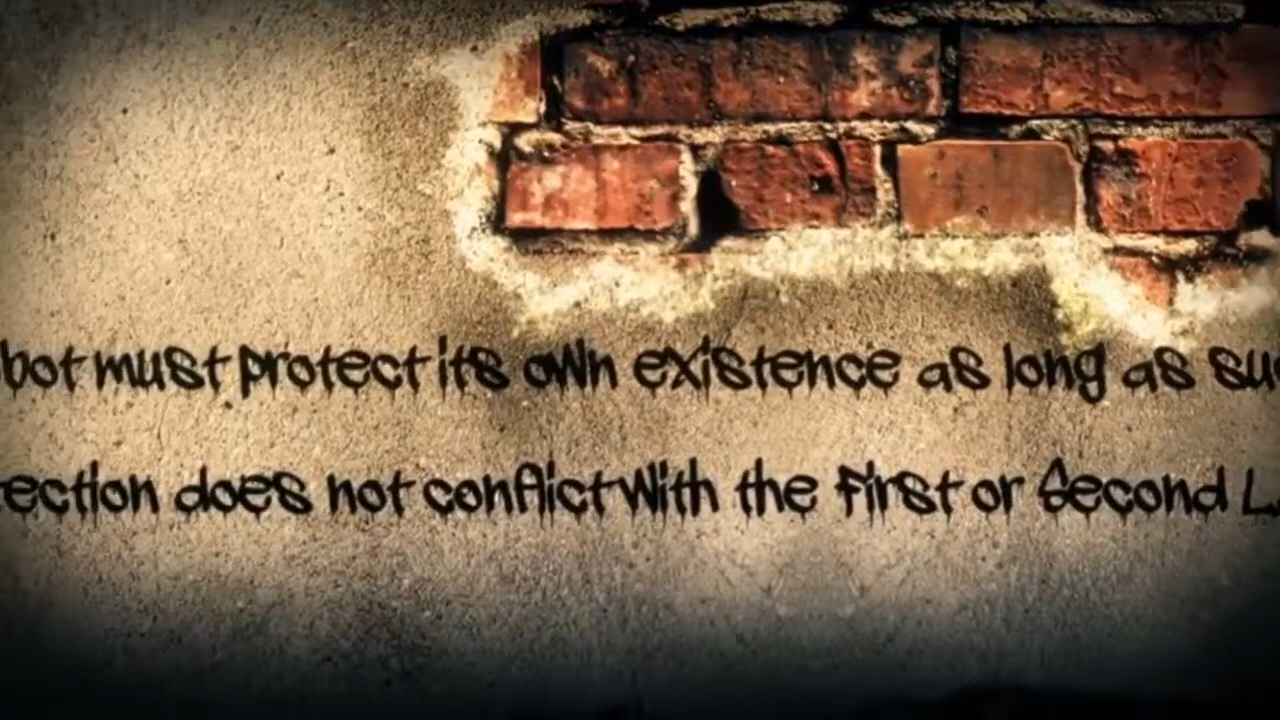 bot must protect its own existence as long as su
ection does not conflict with the First or Second L